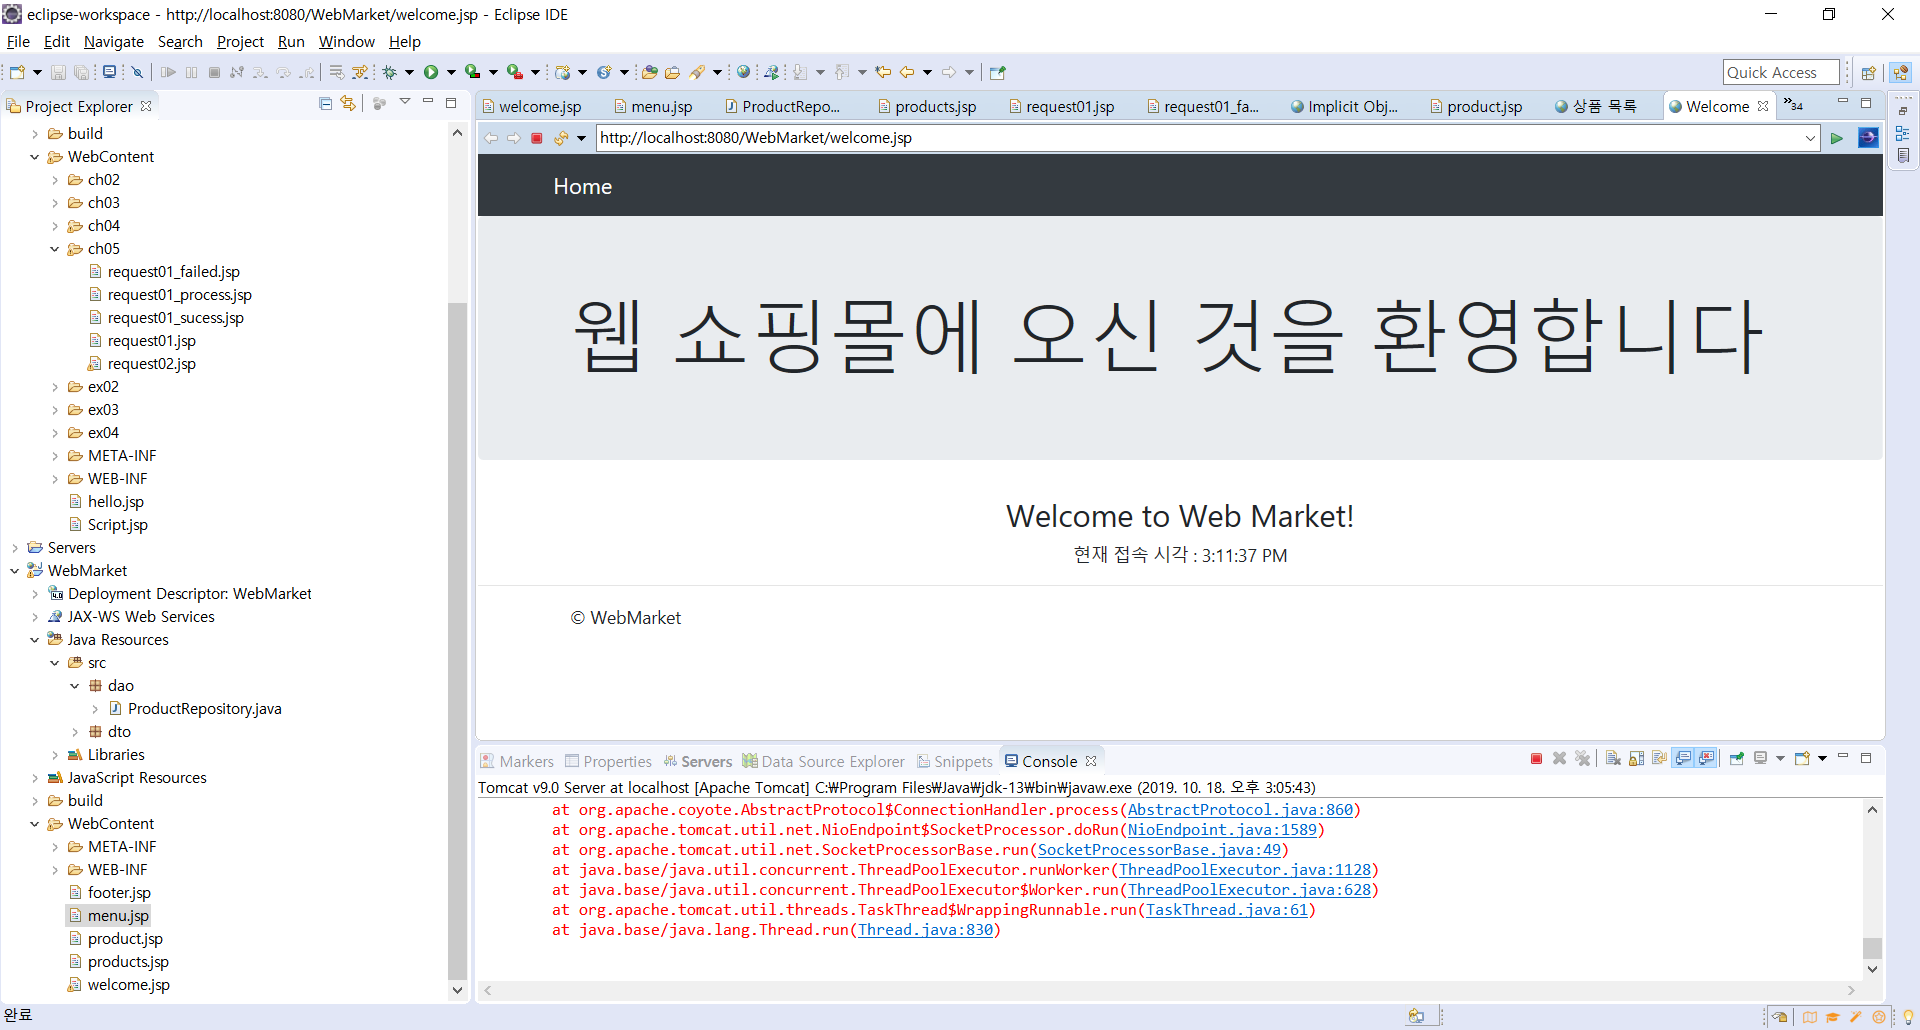 eclipse-workspace - http://localhost:8080/WebMarket/welcome.jsp - Eclipse IDE
File Edit Navigate Search Project Run Window Help
Quick Access
Project Explorer
build
WebContent
ch02
ch03
ch04
ch05
request01_failed.jsp
request01_process.jsp
request01_sucess.jsp
request01.jsp
request02.jsp
ex02
ex03
ex04
META-INF
WEB-INF
hello.jsp
Script.jsp
Servers
WebMarket
Deployment Descriptor: WebMarket
JAX-WS Web Services
Java Resources
src
dao
ProductRepository.java
dto
Libraries
JavaScript Resources
build
WebContent
META-INF
WEB-INF
footer.jsp
menu.jsp
product.jsp
products.jsp
welcome.jsp
welcome.jsp menu.jsp ProductRepo... products.jsp request01.jsp request01_fa... Implicit Obj... product.jsp 상품 목록 Welcome »34
http://localhost:8080/WebMarket/welcome.jsp
Home
웹 쇼핑몰에 오신 것을 환영합니다
Welcome to Web Market!
현재 접속 시각 : 3:11:37 PM
© WebMarket
Markers Properties Servers Data Source Explorer Snippets Console
Tomcat v9.0 Server at localhost [Apache Tomcat] C:₩Program Files₩Java₩jdk-13₩bin₩javaw.exe (2019. 10. 18. 오후 3:05:43)
at org.apache.coyote.AbstractProtocol$ConnectionHandler.process(AbstractProtocol.java:860)
at org.apache.tomcat.util.net.NioEndpoint$SocketProcessor.doRun(NioEndpoint.java:1589)
at org.apache.tomcat.util.net.SocketProcessorBase.run(SocketProcessorBase.java:49)
at java.base/java.util.concurrent.ThreadPoolExecutor.runWorker(ThreadPoolExecutor.java:1128)
at java.base/java.util.concurrent.ThreadPoolExecutor$Worker.run(ThreadPoolExecutor.java:628)
at org.apache.tomcat.util.threads.TaskThread$WrappingRunnable.run(TaskThread.java:61)
at java.base/java.lang.Thread.run(Thread.java:830)
완료